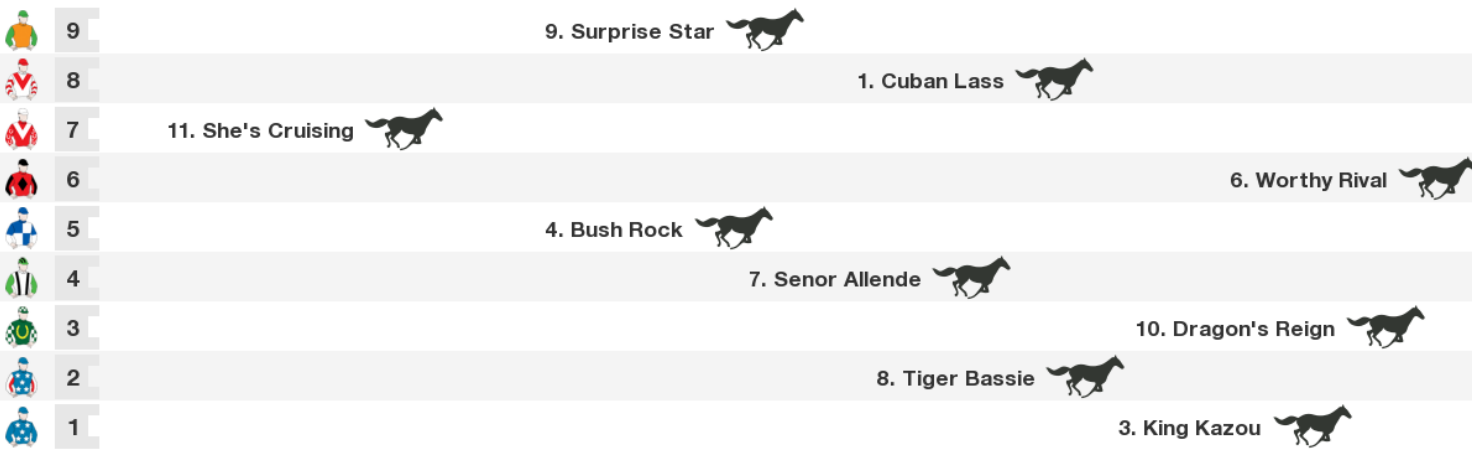 9 9. Surprise Star
8 1. Cuban Lass
7 11. She's Cruising
6 6. Worthy Rival
5 4. Bush Rock
4 7. Senor Allende
3 10. Dragon's Reign
2 8. Tiger Bassie
1 3. King Kazou